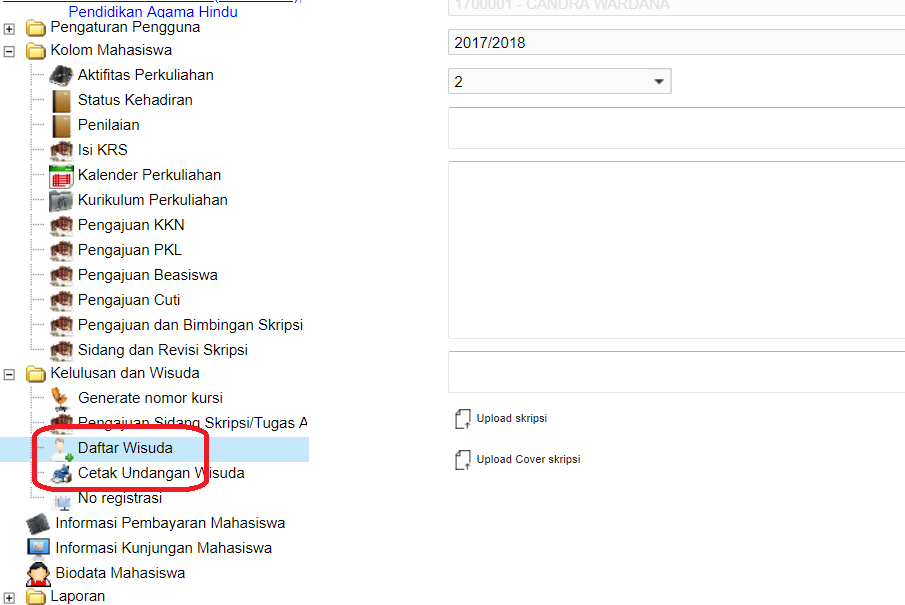 Pendidikan Agama Hindu
Pengaturan Pengguna
Kolom Mahasiswa
Aktifitas Perkuliahan
Status Kehadiran
Penilaian
Isi KRS
Kalender Perkuliahan
Kurikulum Perkuliahan
Pengajuan KKN
Pengajuan PKL
Pengajuan Beasiswa
Pengajuan Cuti
Pengajuan dan Bimbingan Skripsi
Sidang dan Revisi Skripsi
Kelulusan dan Wisuda
Generate nomor kursi
Pengajuan Sidang Skripsi/Tugas A
Daftar Wisuda
Cetak Undangan Wisuda
No registrasi
Informasi Pembayaran Mahasiswa
Informasi Kunjungan Mahasiswa
Biodata Mahasiswa
Laporan
1700001 - CANDRA WARDANA
2017/2018
2
Upload skripsi
Upload Cover skripsi